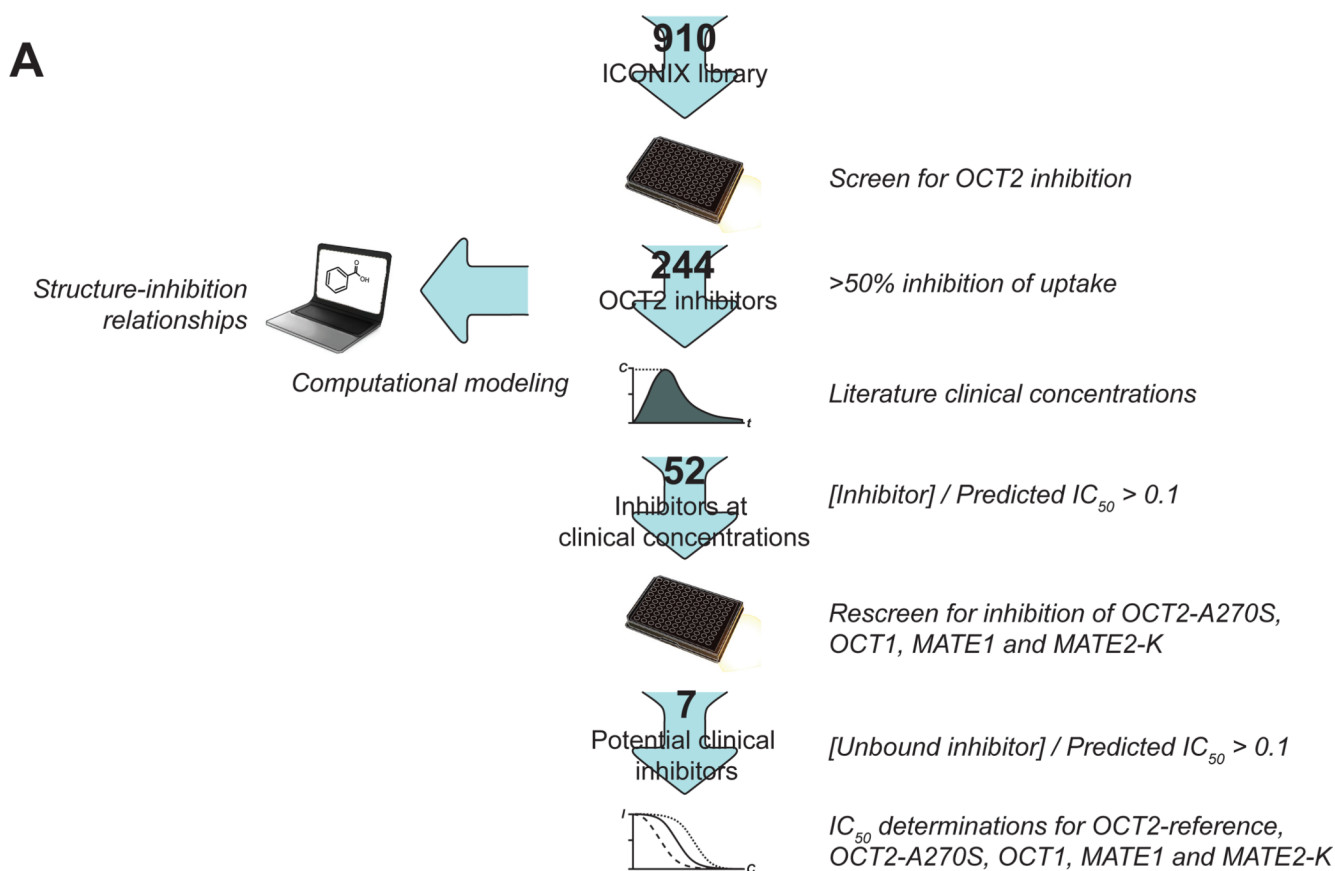 A
910
ICONIX library
Screen for OCT2 inhibition
244
OCT2 inhibitors
>50% inhibition of uptake
Structure-inhibition
relationships
O
OH
Computational modeling
C
t
Literature clinical concentrations
52
Inhibitors at
clinical concentrations
[Inhibitor] / Predicted IC50 > 0.1
Rescreen for inhibition of OCT2-A270S,
OCT1, MATE1 and MATE2-K
7
Potential clinical
inhibitors
[Unbound inhibitor] / Predicted IC50 > 0.1
I
C
IC50 determinations for OCT2-reference,
OCT2-A270S, OCT1, MATE1 and MATE2-K